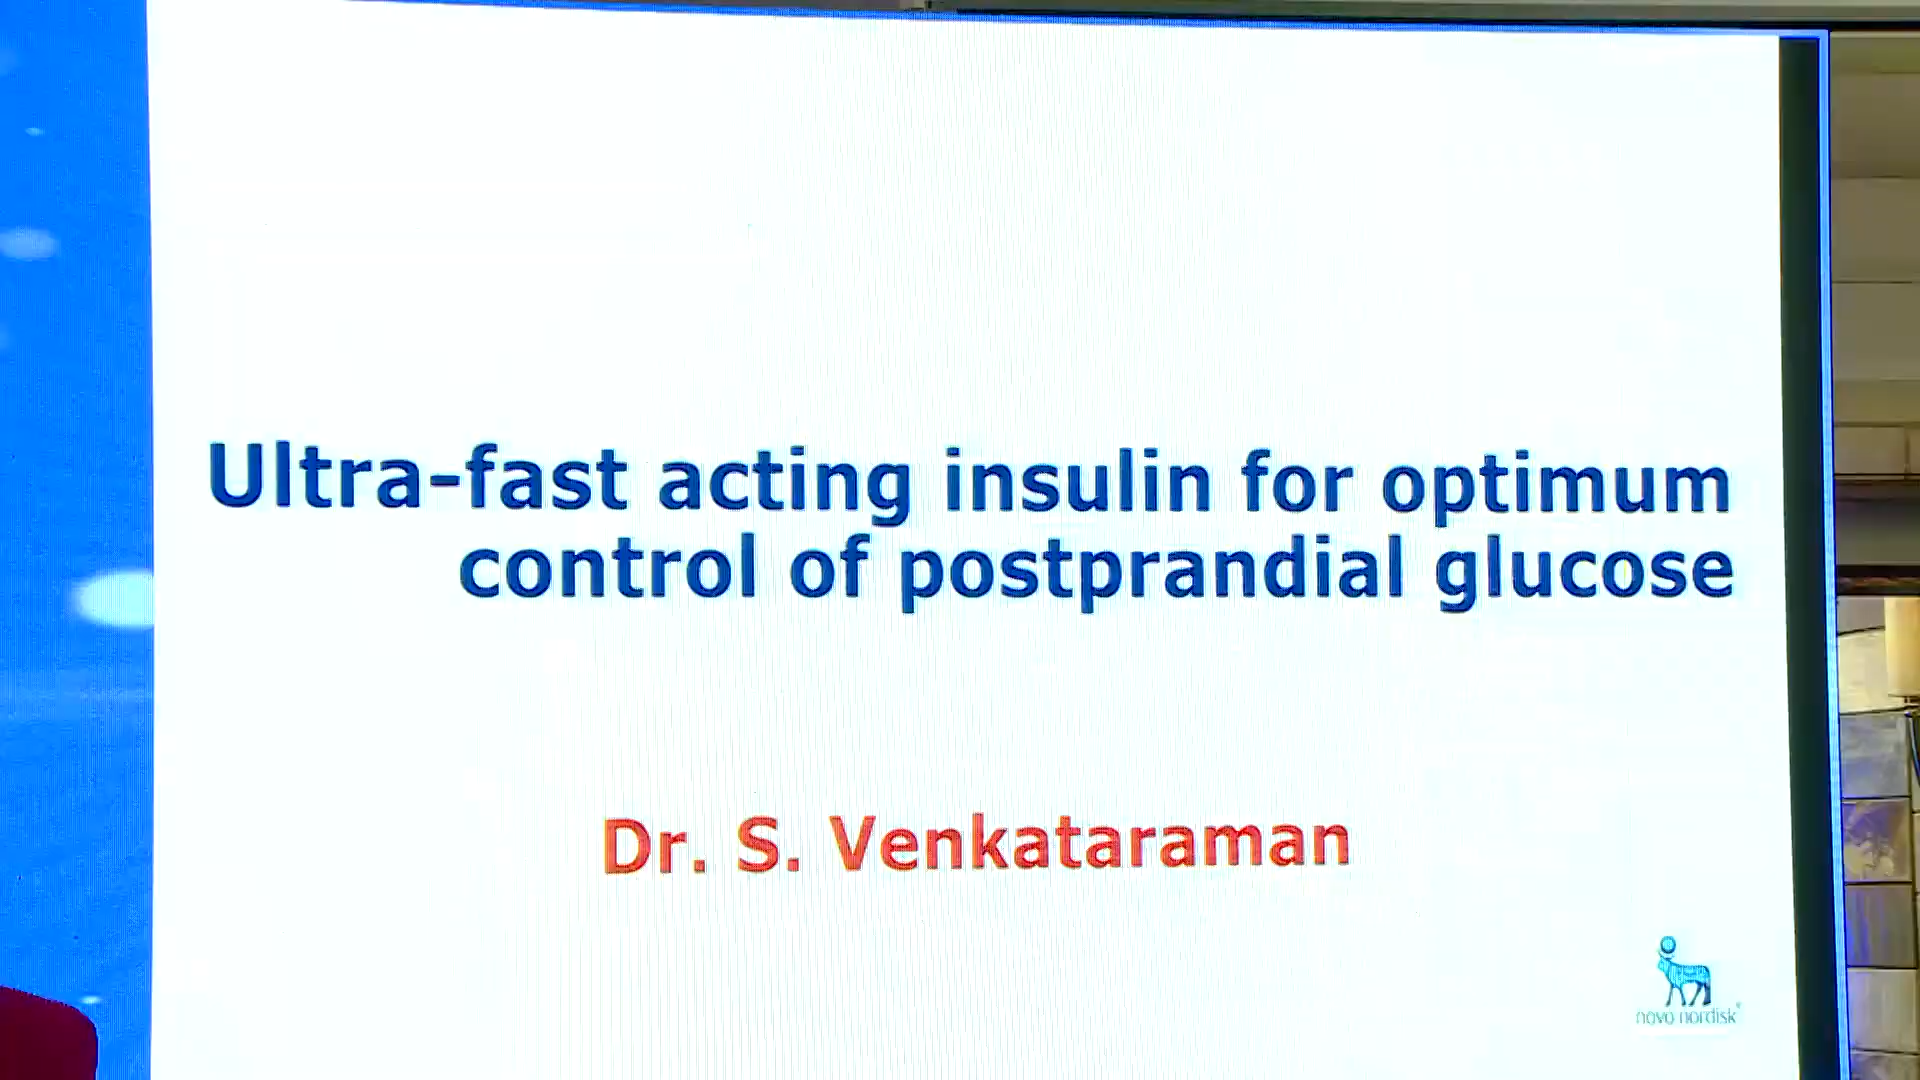 Ultra-fast acting insulin for optimum
control of postprandial glucose
Dr. S. Venkataraman
novo nordisk®